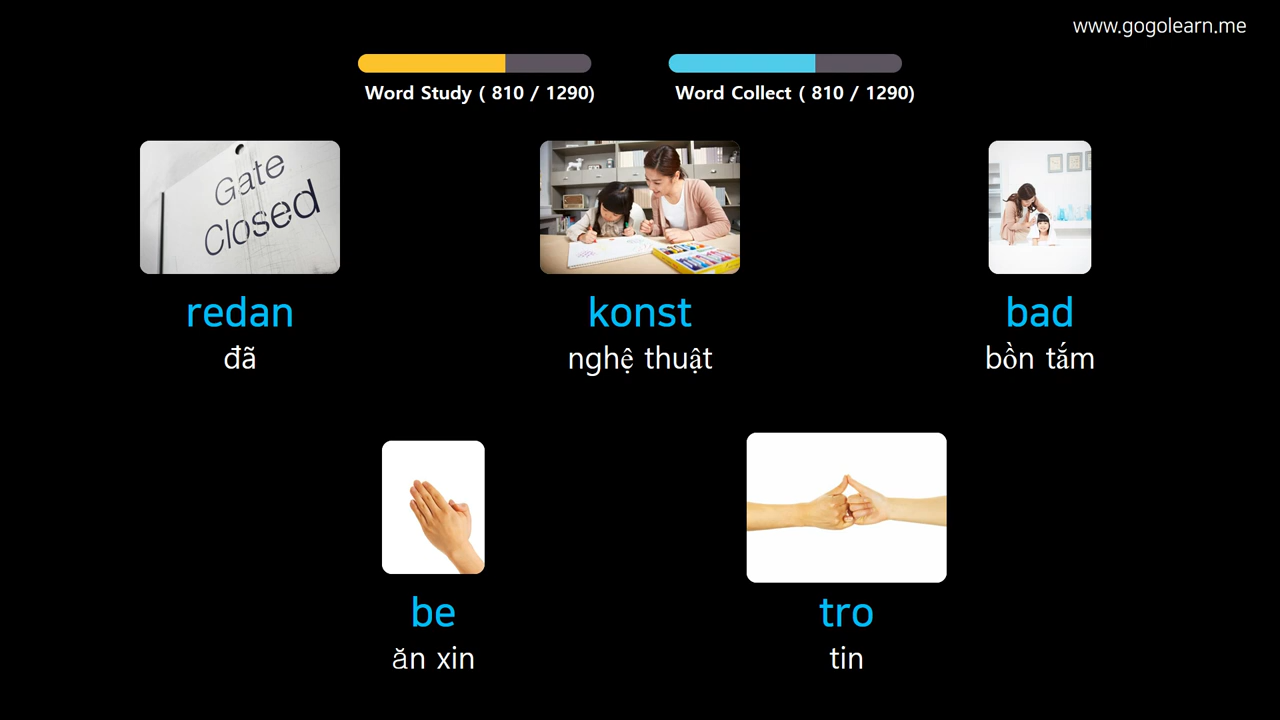 www.gogolearn.me
Word Study ( 810 / 1290)
Word Collect ( 810 / 1290)
Gate
Closed
redan
konst
bad
đã
nghệ thuật
bồn tắm
be
tro
ăn xin
tin